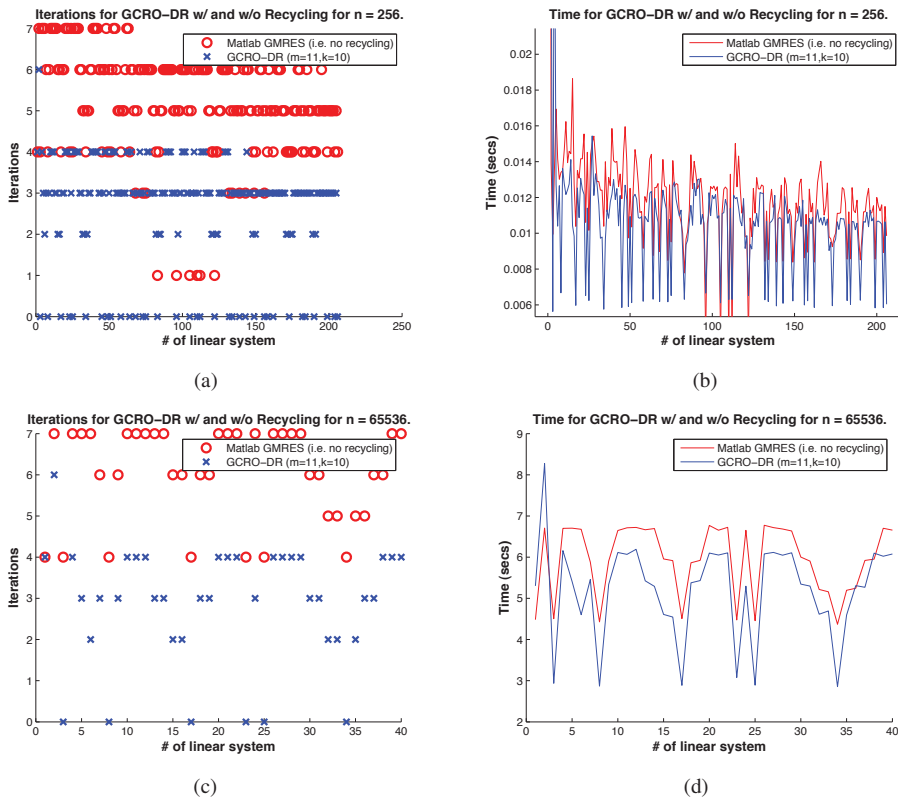 Iterations for GCRO−DR w/ and w/o Recycling for n = 256.
7
6
5
4
3
2
1
0
Iterations
Matlab GMRES (i.e. no recycling)
GCRO−DR (m=11,k=10)
0 50 100 150 200 250
# of linear system
(a)
Time for GCRO−DR w/ and w/o Recycling for n = 256.
0.02
0.018
0.016
0.014
0.012
0.01
0.008
0.006
Time (secs)
Matlab GMRES (i.e. no recycling)
GCRO−DR (m=11,k=10)
0 50 100 150 200
# of linear system
(b)
Iterations for GCRO−DR w/ and w/o Recycling for n = 65536.
7
6
5
4
3
2
1
0
Iterations
Matlab GMRES (i.e. no recycling)
GCRO−DR (m=11,k=10)
0 5 10 15 20 25 30 35 40
# of linear system
(c)
Time for GCRO−DR w/ and w/o Recycling for n = 65536.
9
8
7
6
5
4
3
2
Time (secs)
Matlab GMRES (i.e. no recycling)
GCRO−DR (m=11,k=10)
0 5 10 15 20 25 30 35 40
# of linear system
(d)